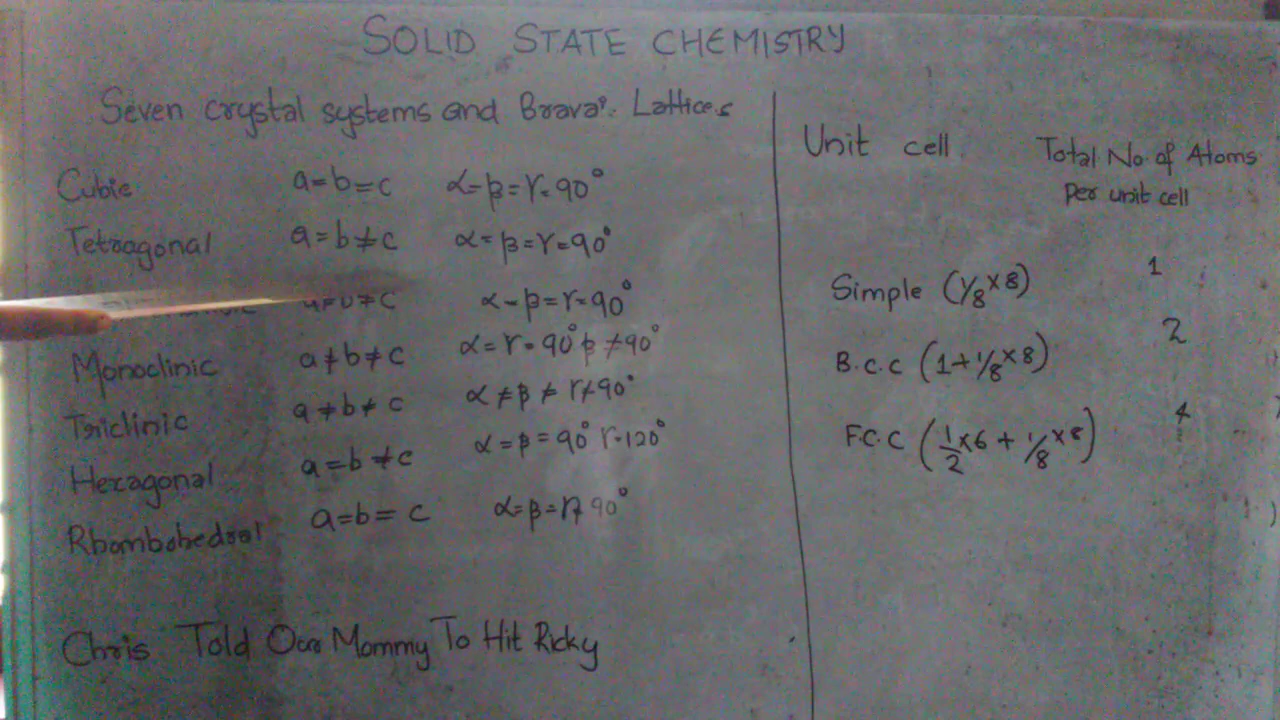 SOLID STATE CHEMISTRY
Seven crystal systems and Bravai. Lattices
Cubic a=b=c α=β=γ=90°
Tetragonal a=b≠c α=β=γ=90°
a≠b≠c α=β=γ=90°
Monoclinic a≠b≠c α=γ=90° β≠90°
Triclinic a≠b≠c α≠β≠γ≠90°
Hexagonal a=b≠c α=β=90° γ=120°
Rhombohedral a=b=c α=β=γ≠90°
Chris Told Our Mommy To Hit Ricky
Unit cell Total No. of Atoms
Per unit cell
Simple (1/8×8) 1
B.C.C (1+1/8×8) 2
F.C.C (1/2×6 + 1/8×8) 4